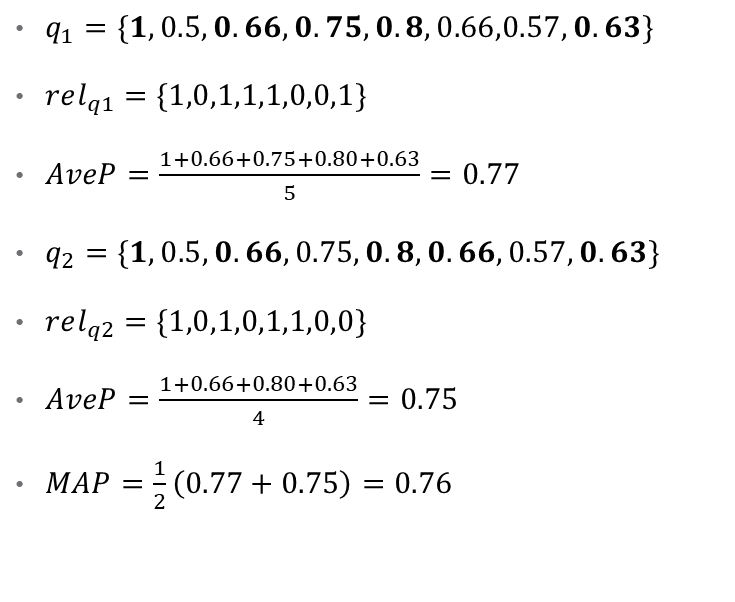 • q₁ = {1, 0.5, 0.66, 0.75, 0.8, 0.66,0.57, 0.63}
• rel_q1 = {1,0,1,1,1,0,0,1}
• AveP = (1+0.66+0.75+0.80+0.63)/5 = 0.77
• q₂ = {1, 0.5, 0.66, 0.75, 0.8, 0.66, 0.57, 0.63}
• rel_q2 = {1,0,1,0,1,1,0,0}
• AveP = (1+0.66+0.80+0.63)/4 = 0.75
• MAP = 1/2 (0.77 + 0.75) = 0.76